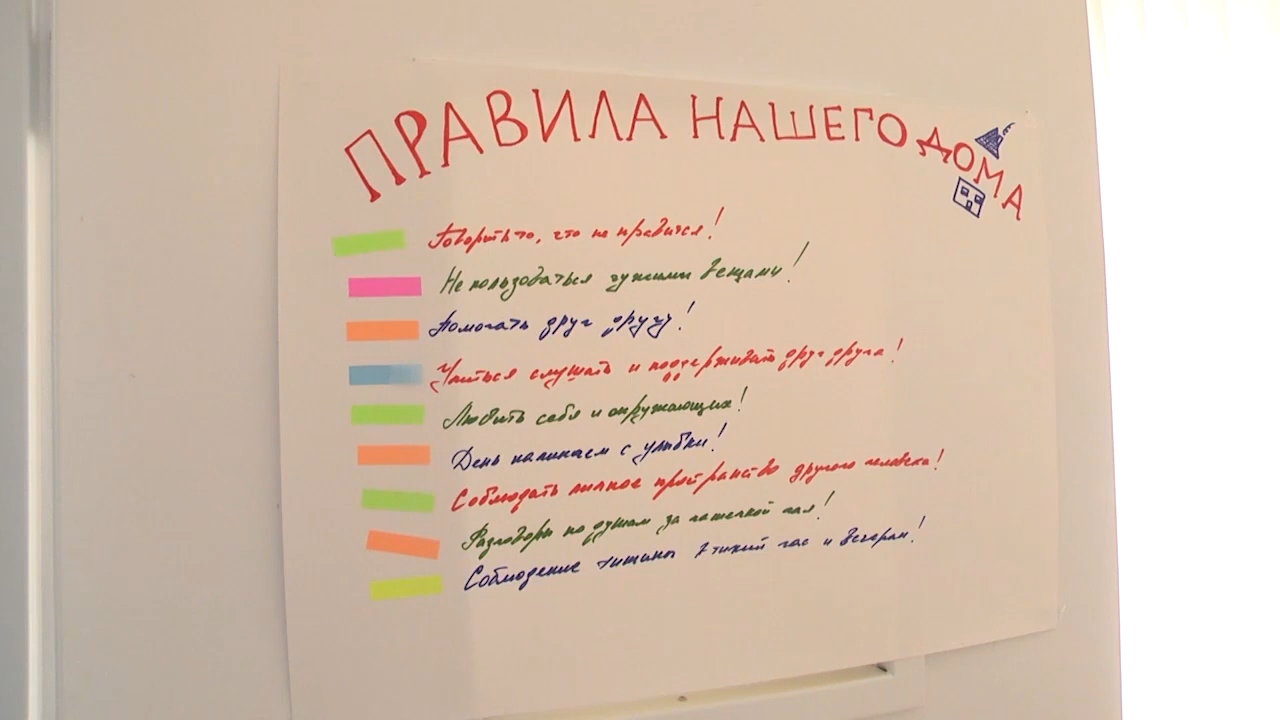 ПРАВИЛА НАШЕГО ДОМА
Говорить то, что не нравится!
Не пользоваться чужими вещами!
Помогать друг другу!
Учиться слушать и поддерживать друг друга!
Любить себя и окружающих!
День начинаем с улыбки!
Соблюдать личное пространство другого человека!
Разговоры по душам за чашечкой чая!
Соблюдение тишины в тихий час и вечером!